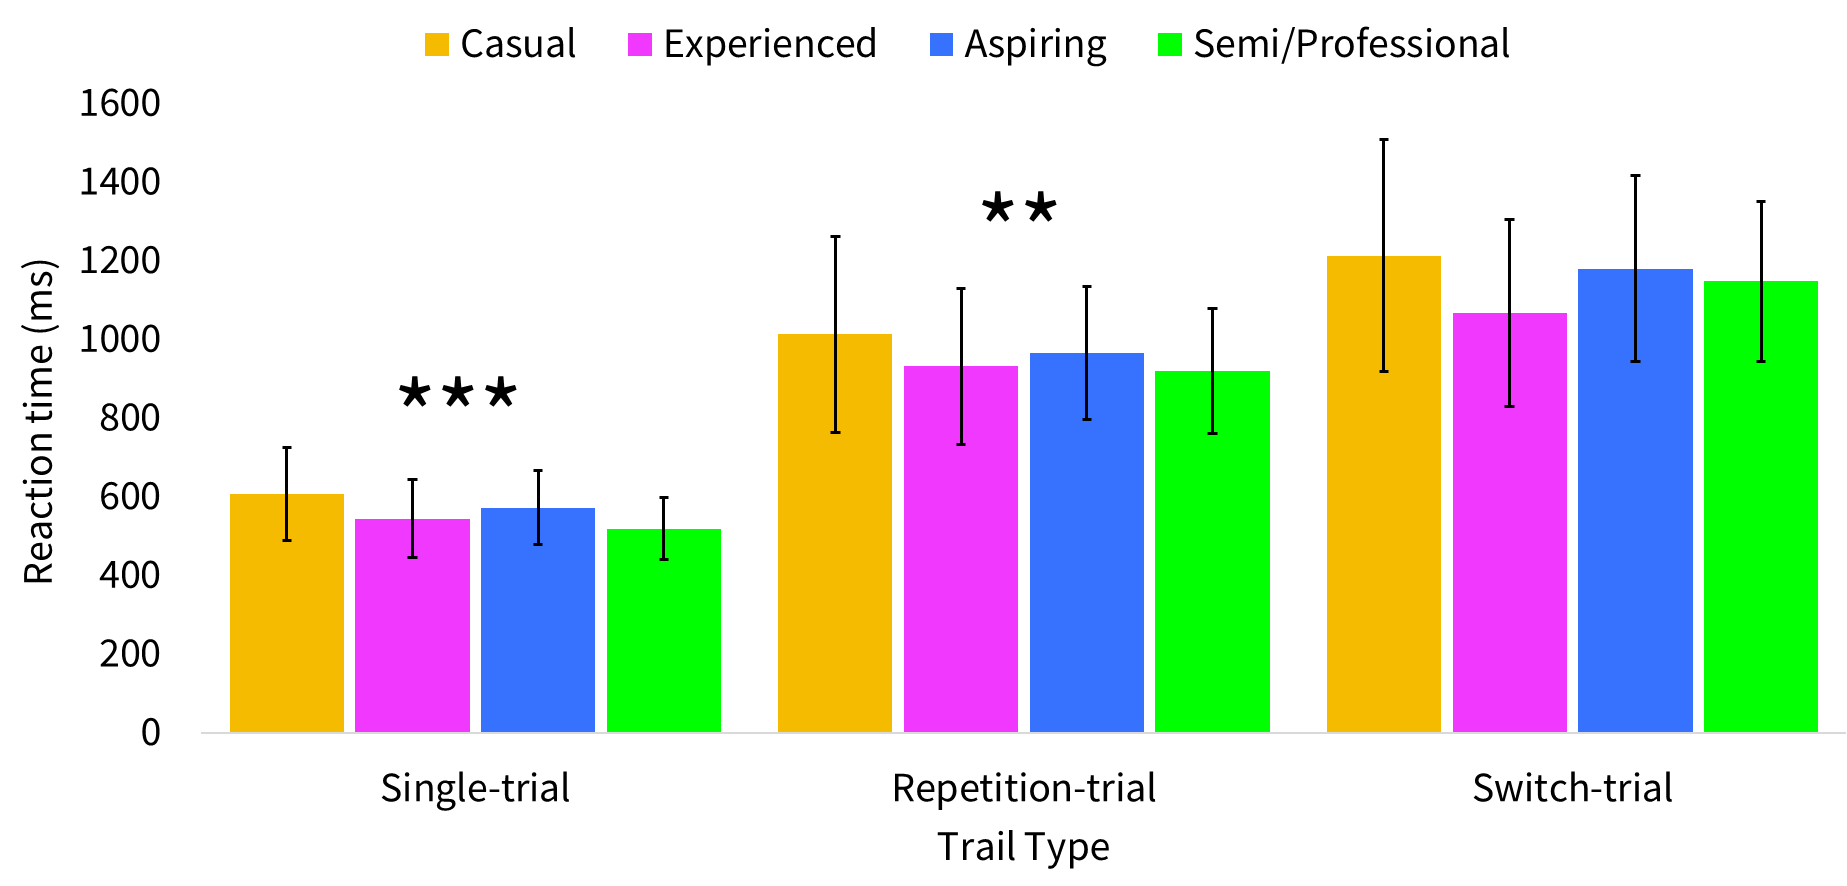 Casual Experienced Aspiring Semi/Professional
1600
1400
1200
1000
800
600
400
200
0
Reaction time (ms)
***
**
Single-trial Repetition-trial Switch-trial
Trail Type